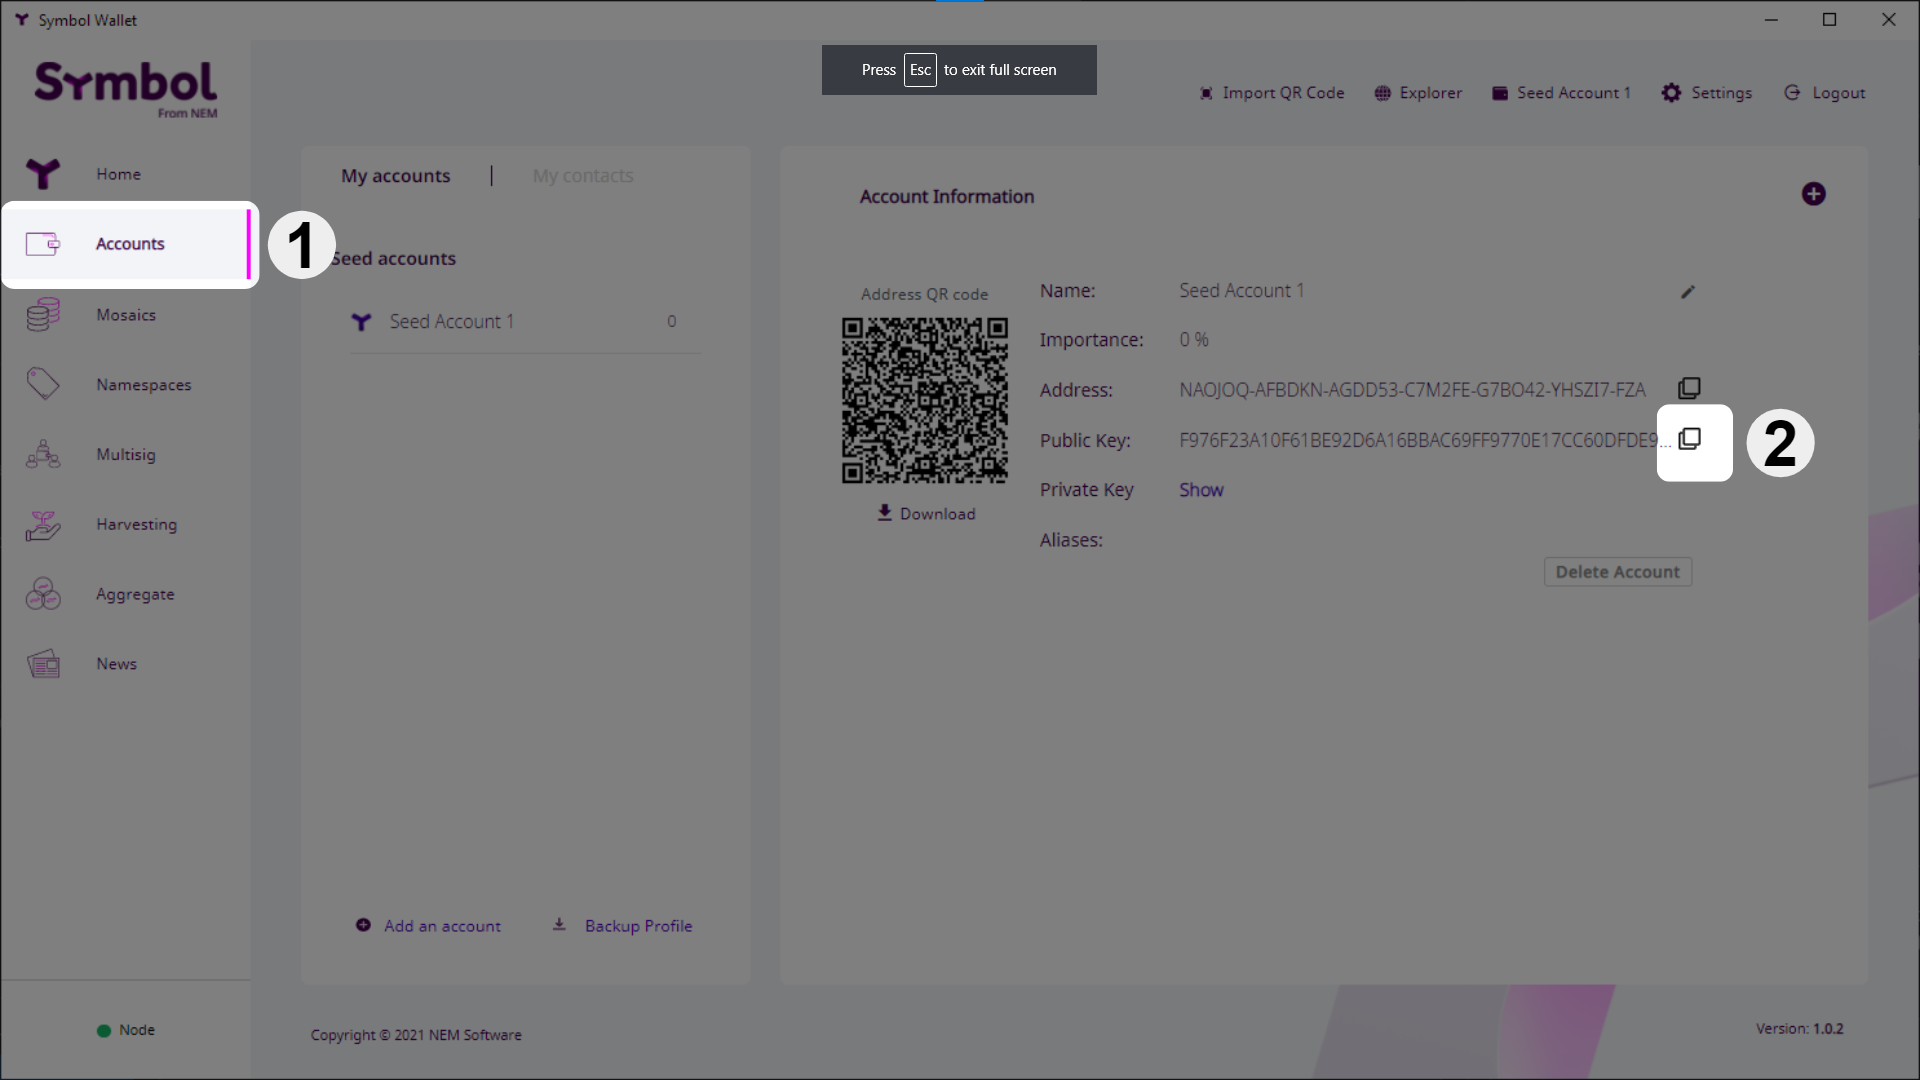 Symbol Wallet
Press Esc to exit full screen
Symbol
From NEM
Import QR Code
Explorer
Seed Account 1
Settings
Logout
Home
Accounts
1
Mosaics
Namespaces
Multisig
Harvesting
Aggregate
News
Node
My accounts | My contacts
Seed accounts
Seed Account 1 0
Add an account
Backup Profile
Account Information
Address QR code
Download
Name: Seed Account 1
Importance: 0 %
Address: NAOJOQ-AFBDKN-AGDD53-C7M2FE-G7BO42-YHSZI7-FZA
Public Key: F976F23A10F61BE92D6A16BBAC69FF9770E17CC60DFDE9...
2
Private Key Show
Aliases:
Delete Account
Copyright © 2021 NEM Software
Version: 1.0.2